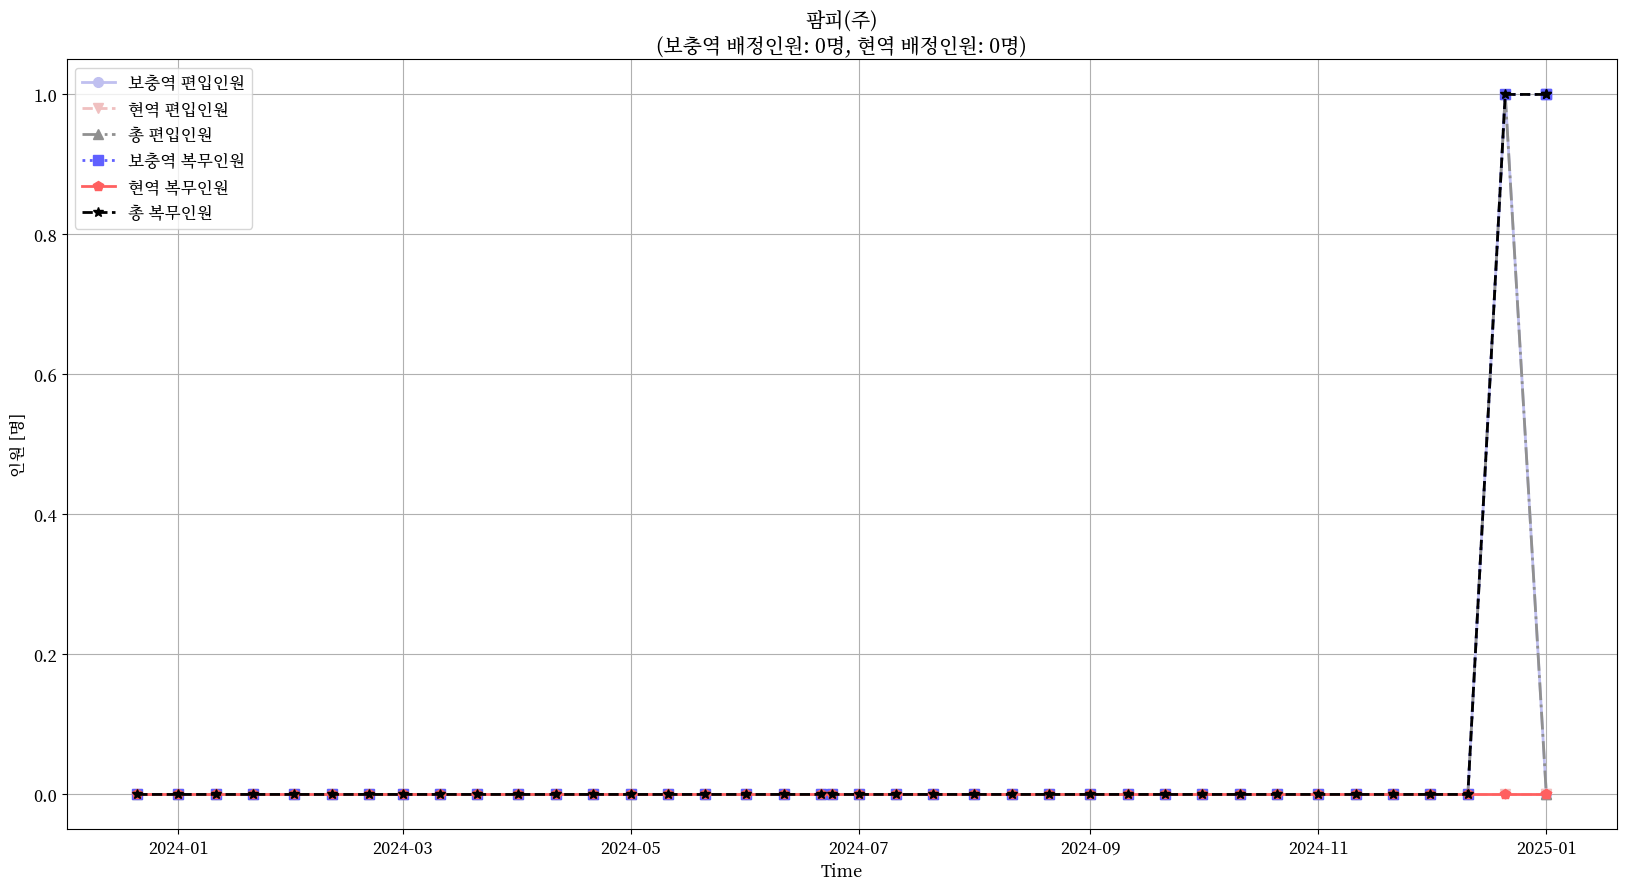 팜피(주)
(보충역 배정인원: 0명, 현역 배정인원: 0명)
보충역 편입인원
현역 편입인원
총 편입인원
보충역 복무인원
현역 복무인원
총 복무인원
인원 [명]
1.0
0.8
0.6
0.4
0.2
0.0
2024-01 2024-03 2024-05 2024-07 2024-09 2024-11 2025-01
Time